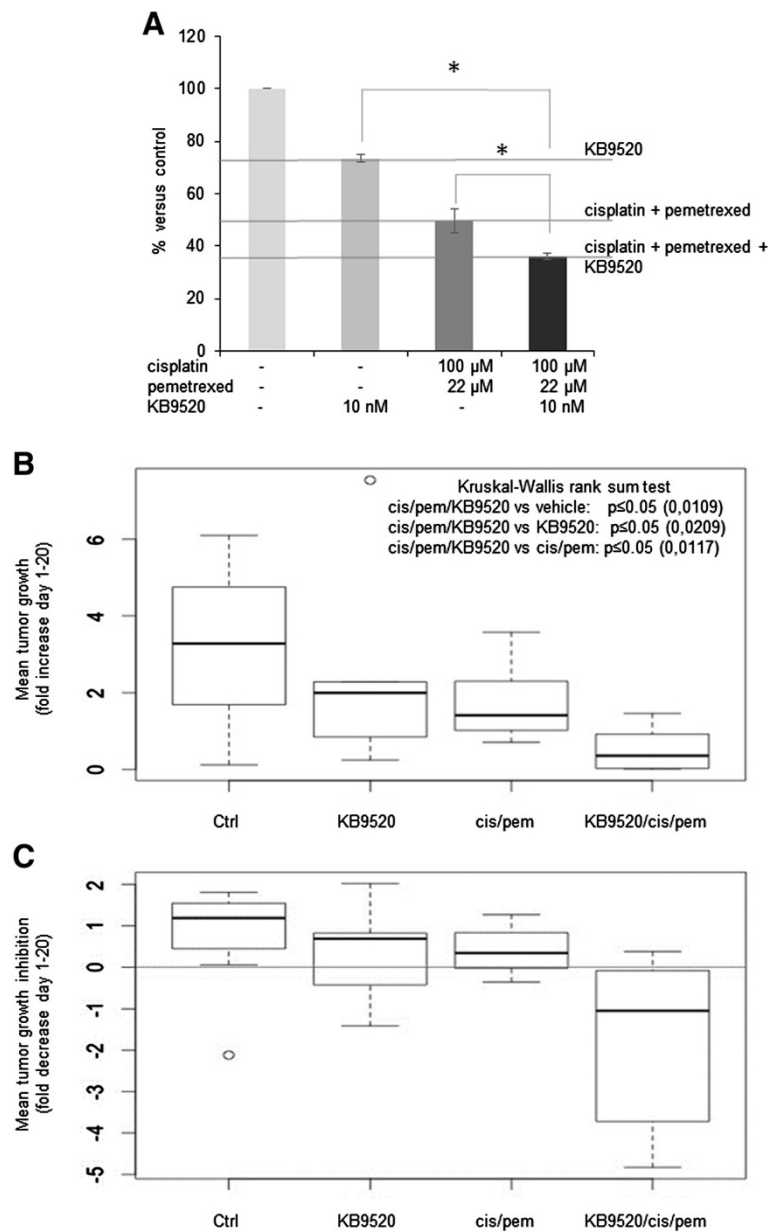 A
120
100
80
60
40
20
0
% versus control
*
*
KB9520
cisplatin + pemetrexed
cisplatin + pemetrexed +
KB9520
cisplatin - - 100 µM 100 µM
pemetrexed - - 22 µM 22 µM
KB9520 - 10 nM - 10 nM
B
Mean tumor growth
(fold increase day 1-20)
6
4
2
0
Kruskal-Wallis rank sum test
cis/pem/KB9520 vs vehicle: p≤0.05 (0,0109)
cis/pem/KB9520 vs KB9520: p≤0.05 (0,0209)
cis/pem/KB9520 vs cis/pem: p≤0.05 (0,0117)
Ctrl KB9520 cis/pem KB9520/cis/pem
C
Mean tumor growth inhibition
(fold decrease day 1-20)
2
1
0
-1
-2
-3
-4
-5
Ctrl KB9520 cis/pem KB9520/cis/pem